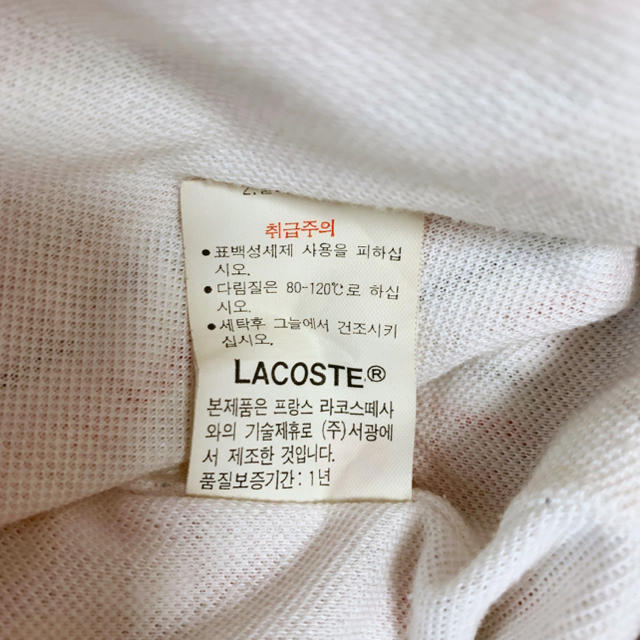 취급주의
• 표백성세제 사용을 피하십
시오.
• 다림질은 80-120℃로 하십
시오.
• 세탁후 그늘에서 건조시키
십시오.
LACOSTE®
본제품은 프랑스 라코스떼사
와의 기술제휴로 (주)서광에
서 제조한 것입니다.
품질보증기간 : 1년